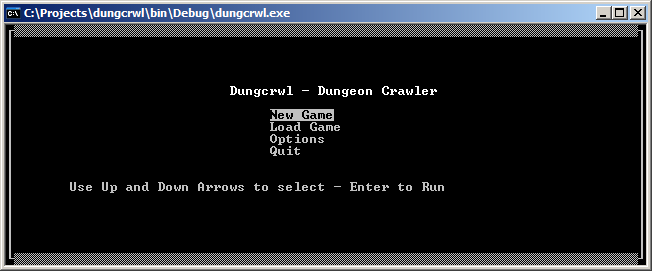 C:\Projects\dungcrwl\bin\Debug\dungcrwl.exe
Dungcrwl - Dungeon Crawler
New Game
Load Game
Options
Quit
Use Up and Down Arrows to select - Enter to Run